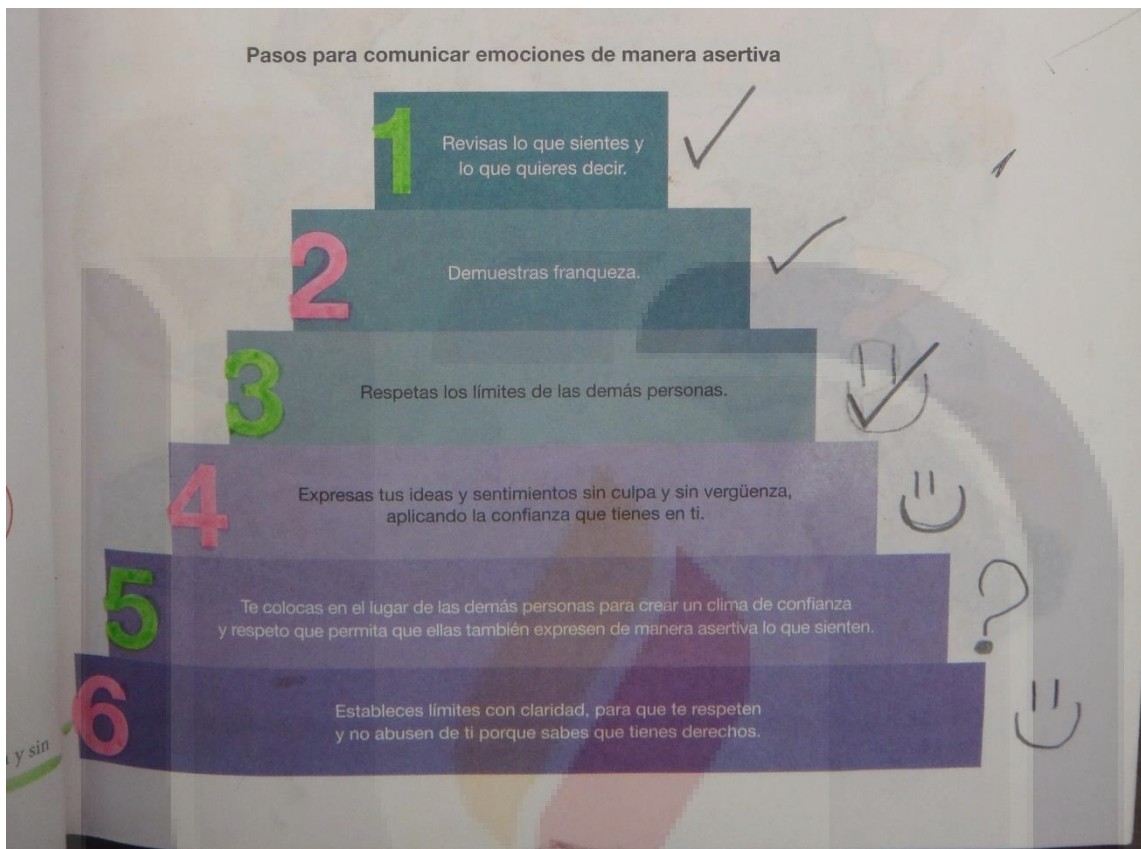 Pasos para comunicar emociones de manera asertiva
1
Revisas lo que sientes y
lo que quieres decir.
2
Demuestras franqueza.
3
Respetas los límites de las demás personas.
4
Expresas tus ideas y sentimientos sin culpa y sin vergüenza,
aplicando la confianza que tienes en ti.
5
Te colocas en el lugar de las demás personas para crear un clima de confianza
y respeto que permita que ellas también expresen de manera asertiva lo que sienten.
?
6
Estableces límites con claridad, para que te respeten
y no abusen de ti porque sabes que tienes derechos.
y sin